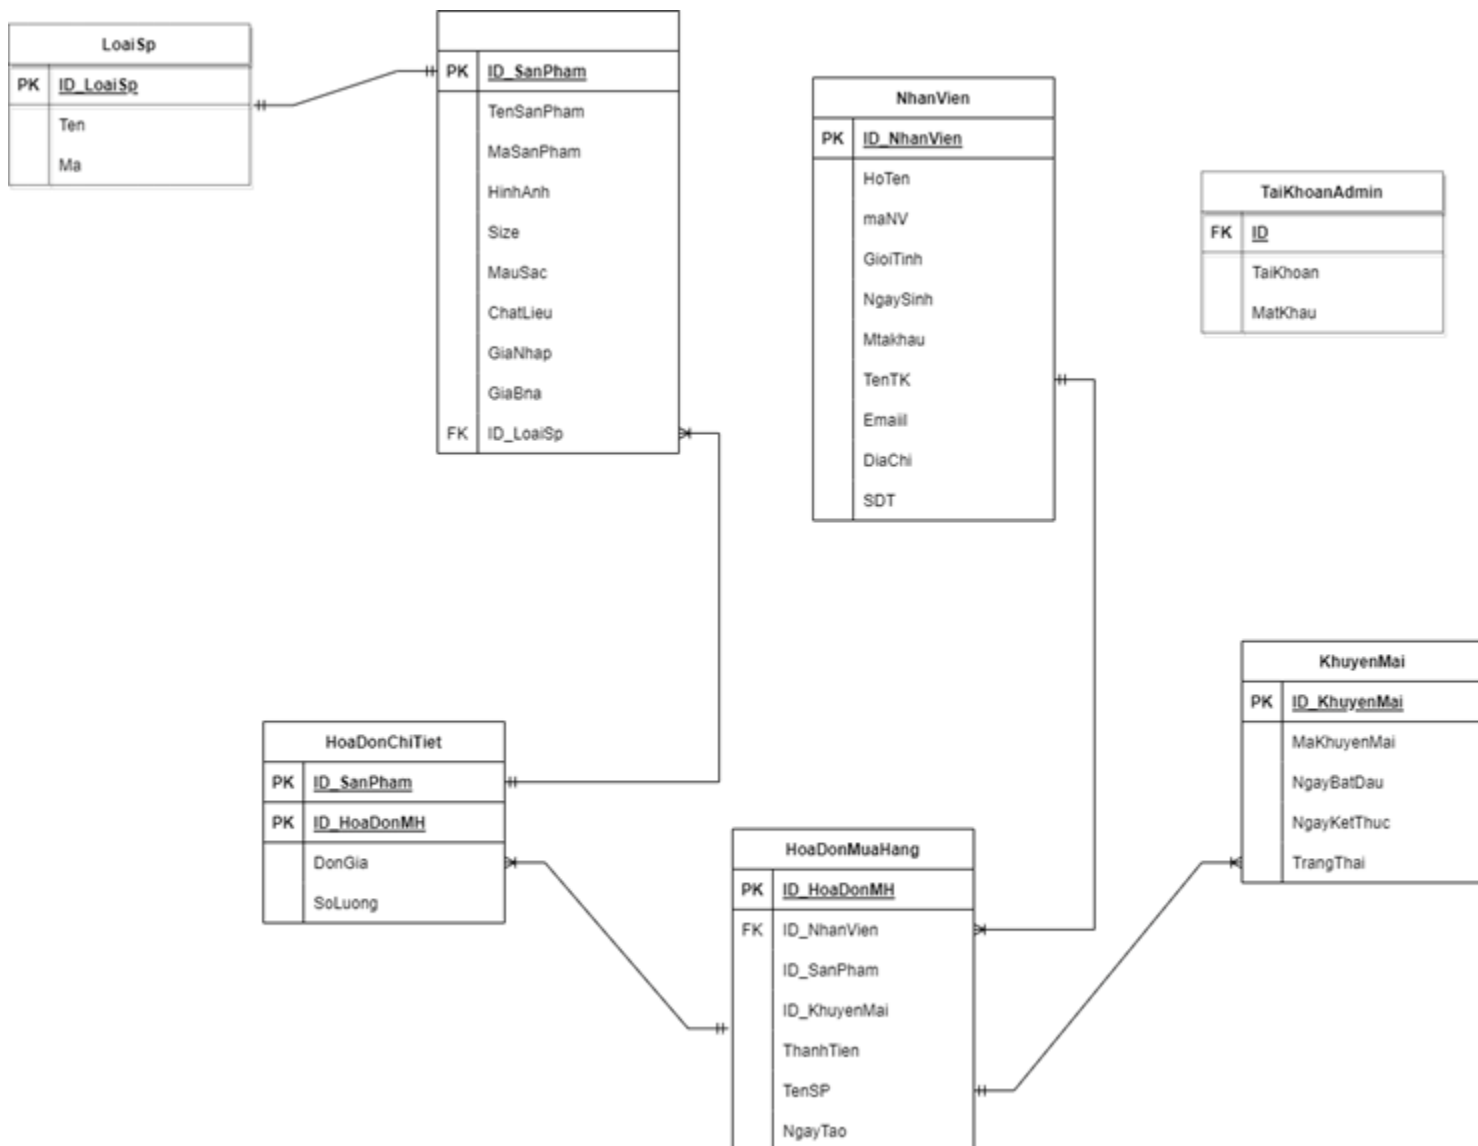 LoaiSp
PK ID_LoaiSp
Ten
Ma
PK ID_SanPham
TenSanPham
MaSanPham
HinhAnh
Size
MauSac
ChatLieu
GiaNhap
GiaBna
FK ID_LoaiSp
NhanVien
PK ID_NhanVien
HoTen
maNV
GioiTinh
NgaySinh
Mtakhau
TenTK
Emaiil
DiaChi
SDT
TaiKhoanAdmin
FK ID
TaiKhoan
MatKhau
HoaDonChiTiet
PK ID_SanPham
PK ID_HoaDonMH
DonGia
SoLuong
HoaDonMuaHang
PK ID_HoaDonMH
FK ID_NhanVien
ID_SanPham
ID_KhuyenMai
ThanhTien
TenSP
NgayTao
KhuyenMai
PK ID_KhuyenMai
MaKhuyenMai
NgayBatDau
NgayKetThuc
TrangThai